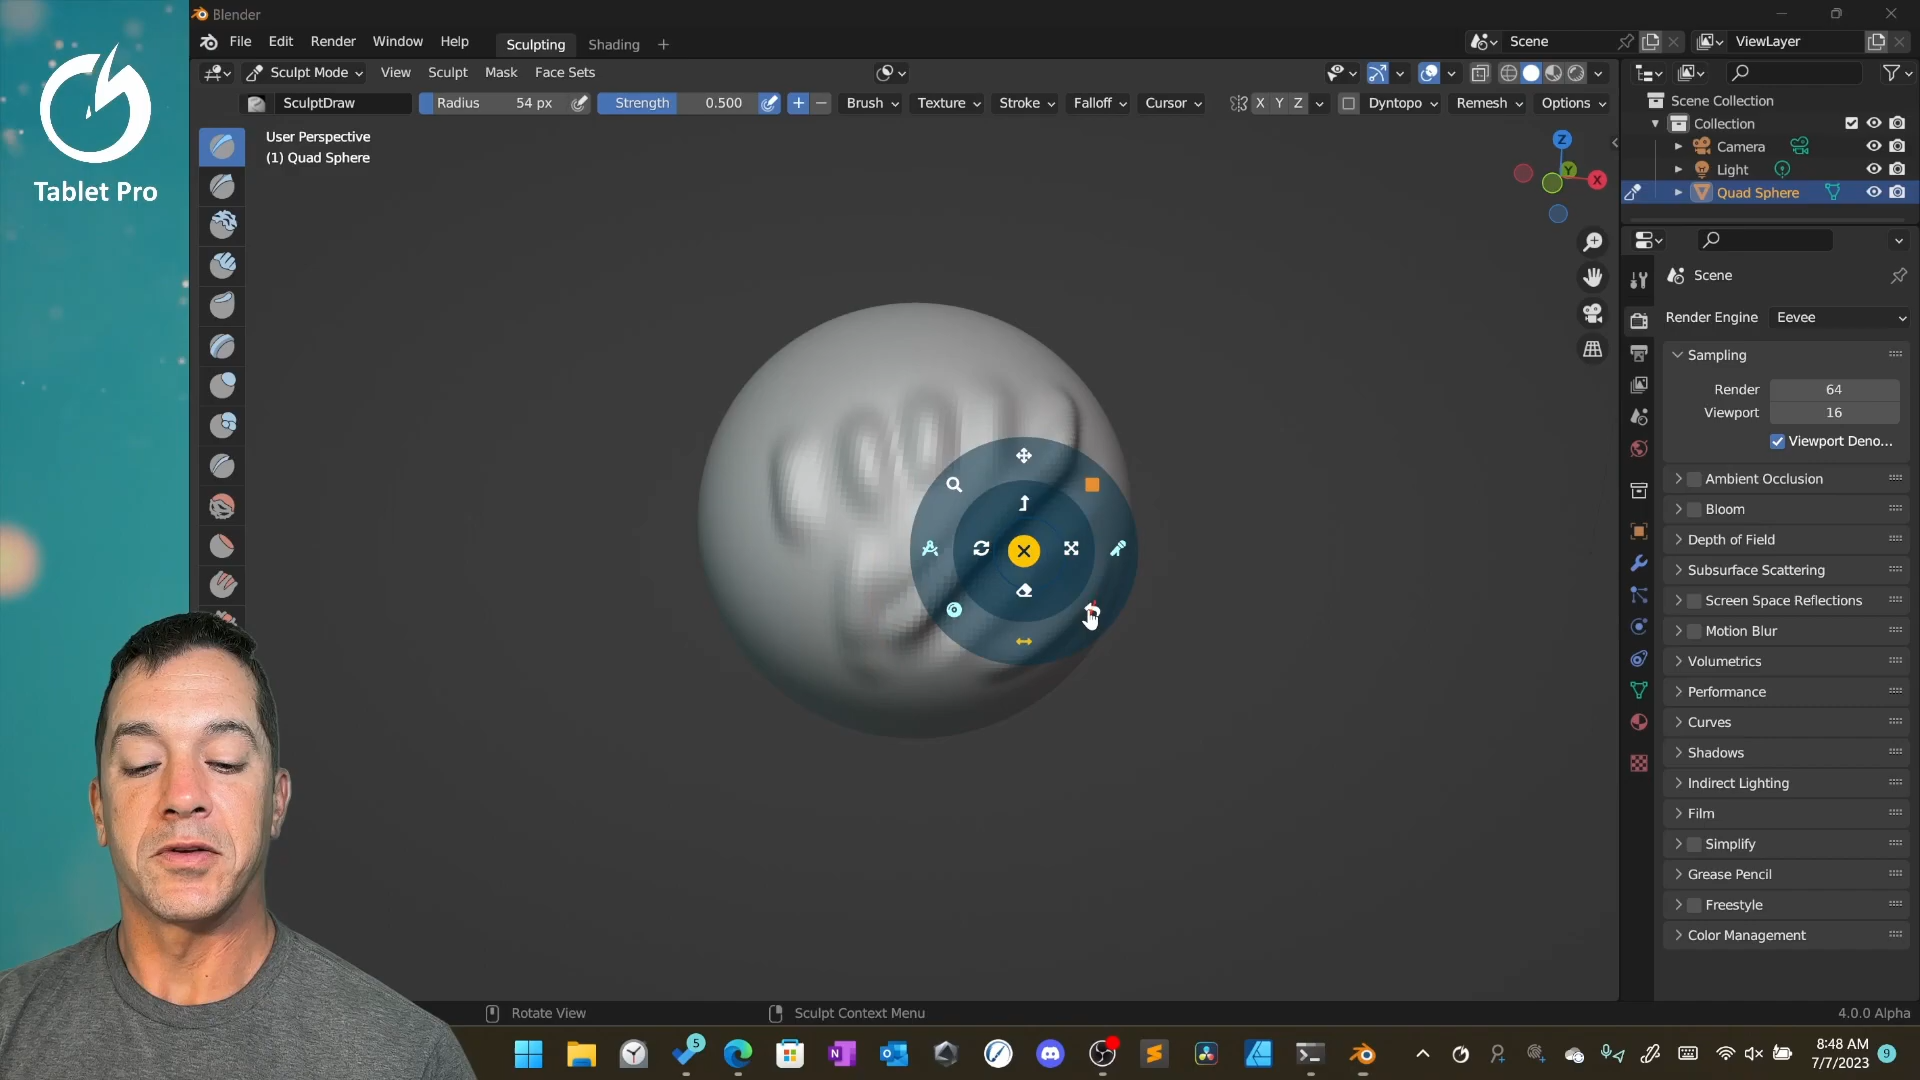 Tablet Pro
Blender
File Edit Render Window Help Sculpting Shading + Scene ViewLayer
Sculpt Mode View Sculpt Mask Face Sets
SculptDraw Radius 54 px Strength 0.500 + − Brush Texture Stroke Falloff Cursor X Y Z Dyntopo Remesh Options
User Perspective
(1) Quad Sphere
Z
Y
X
Scene Collection
Collection
Camera
Light
Quad Sphere
Scene
Render Engine Eevee
Sampling
Render 64
Viewport 16
Viewport Deno...
Ambient Occlusion
Bloom
Depth of Field
Subsurface Scattering
Screen Space Reflections
Motion Blur
Volumetrics
Performance
Curves
Shadows
Indirect Lighting
Film
Simplify
Grease Pencil
Freestyle
Color Management
Rotate View Sculpt Context Menu 4.0.0 Alpha
5
8:48 AM
7/7/2023
9